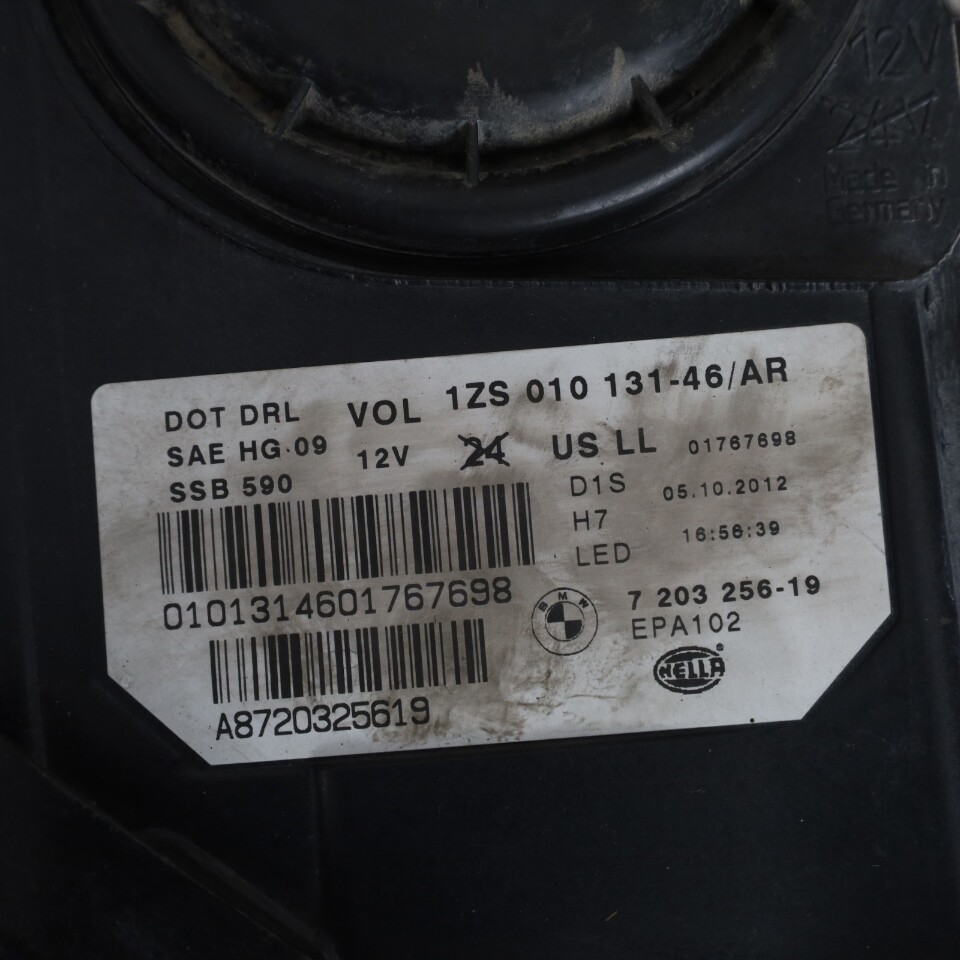 12V
24V
Made in
Germany
DOT DRL VOL 1ZS 010 131-46/AR
SAE HG 09 12V 24 US LL 01767698
SSB 590 D1S 05.10.2012
H7 16:56:39
LED
0101314601767698
BMW 7 203 256-19
EPA102
HELLA®
A8720325619